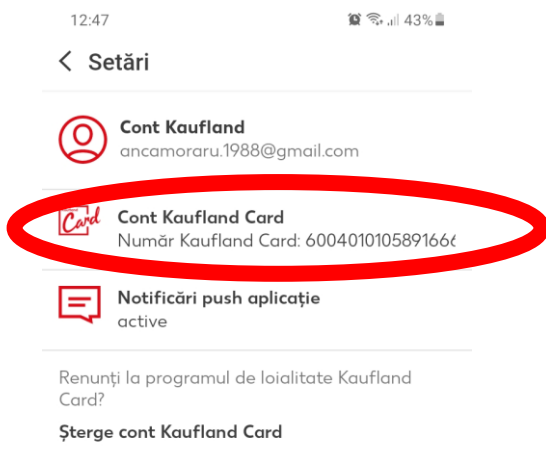 12:47 43%
Setări
Cont Kaufland
ancamoraru.1988@gmail.com
Card
Cont Kaufland Card
Număr Kaufland Card: 6004010105891666
Notificări push aplicație
active
Renunți la programul de loialitate Kaufland
Card?
Șterge cont Kaufland Card